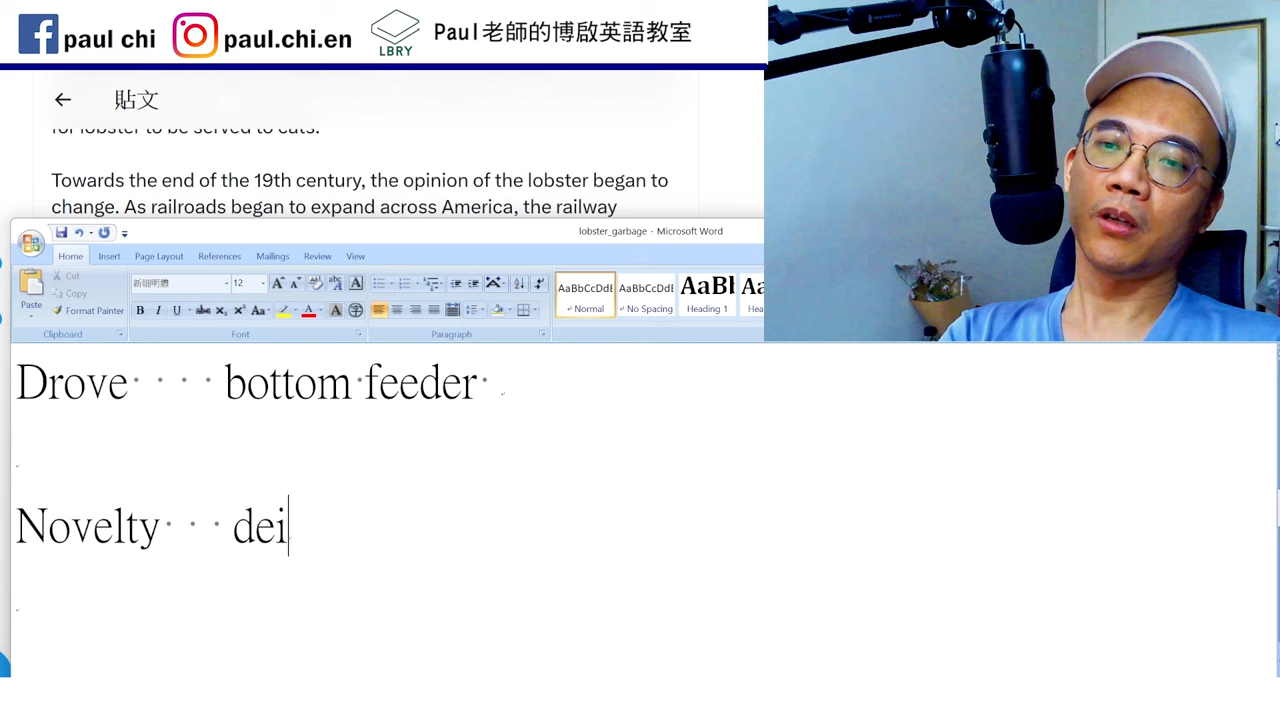 paul chi paul.chi.en LBRY Paul老師的博啟英語教室
貼文
for lobster to be served to cats.
Towards the end of the 19th century, the opinion of the lobster began to
change. As railroads began to expand across America, the railway
lobster_garbage - Microsoft Word
Home Insert Page Layout References Mailings Review View
Paste Cut Copy Format Painter
新細明體 12
AaBbCcDdE AaBbCcDdE AaBb
Normal No Spacing Heading 1 Hea
Clipboard Font Paragraph
Drove bottom feeder
Novelty dei